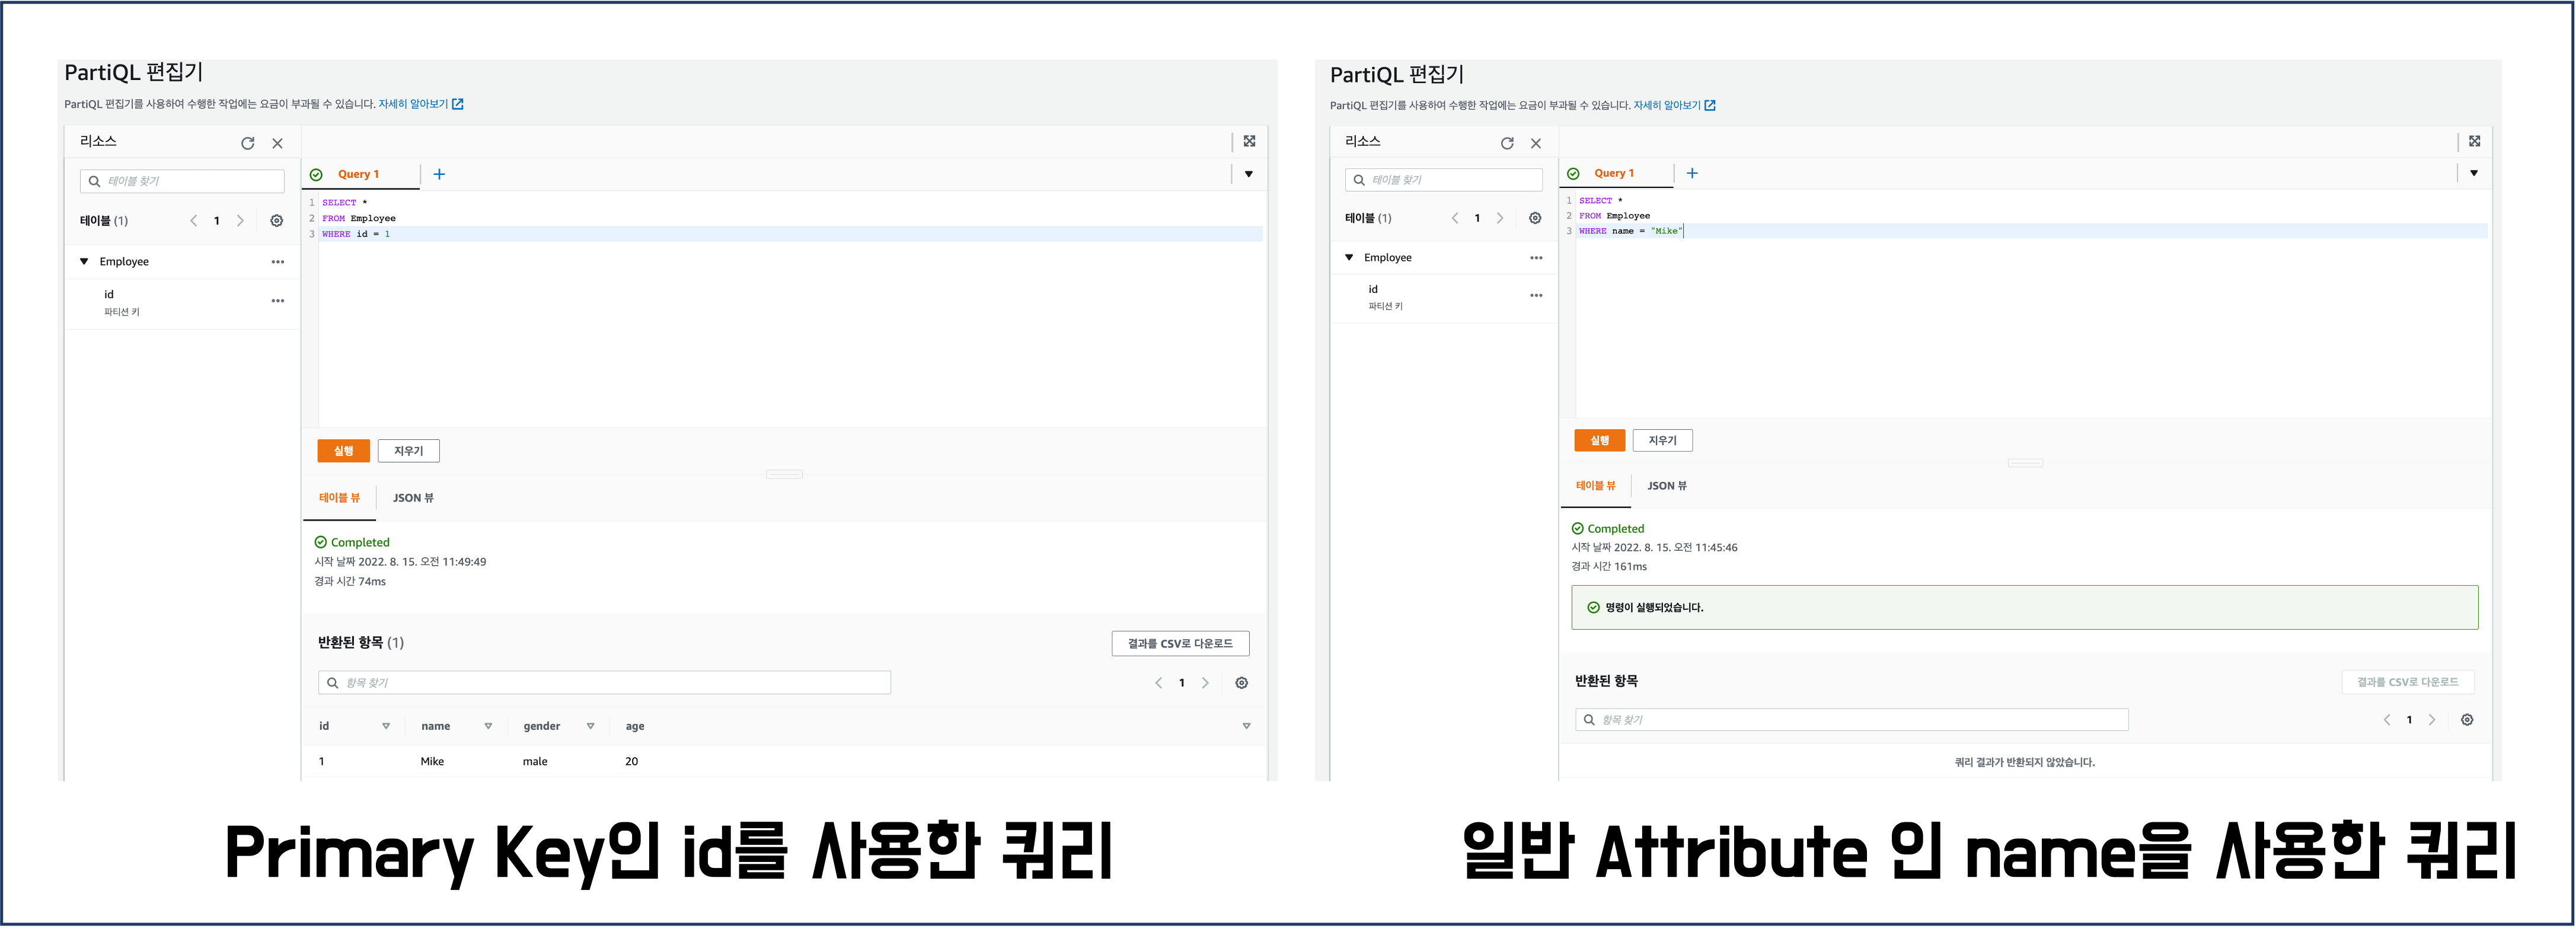 PartiQL 편집기
PartiQL 편집기를 사용하여 수행한 작업에는 요금이 부과될 수 있습니다. 자세히 알아보기
리소스
테이블 찾기
테이블 (1)
1
Employee
id
파티션 키
Query 1
1 SELECT *
2 FROM Employee
3 WHERE id = 1
실행 지우기
테이블 뷰 JSON 뷰
Completed
시작 날짜 2022. 8. 15. 오전 11:49:49
경과 시간 74ms
반환된 항목 (1)
결과를 CSV로 다운로드
항목 찾기
1
id name gender age
1 Mike male 20
Primary Key인 id를 사용한 쿼리
PartiQL 편집기
PartiQL 편집기를 사용하여 수행한 작업에는 요금이 부과될 수 있습니다. 자세히 알아보기
리소스
테이블 찾기
테이블 (1)
1
Employee
id
파티션 키
Query 1
1 SELECT *
2 FROM Employee
3 WHERE name = "Mike"
실행 지우기
테이블 뷰 JSON 뷰
Completed
시작 날짜 2022. 8. 15. 오전 11:45:46
경과 시간 161ms
명령이 실행되었습니다.
반환된 항목
결과를 CSV로 다운로드
항목 찾기
1
쿼리 결과가 반환되지 않았습니다.
일반 Attribute 인 name을 사용한 쿼리